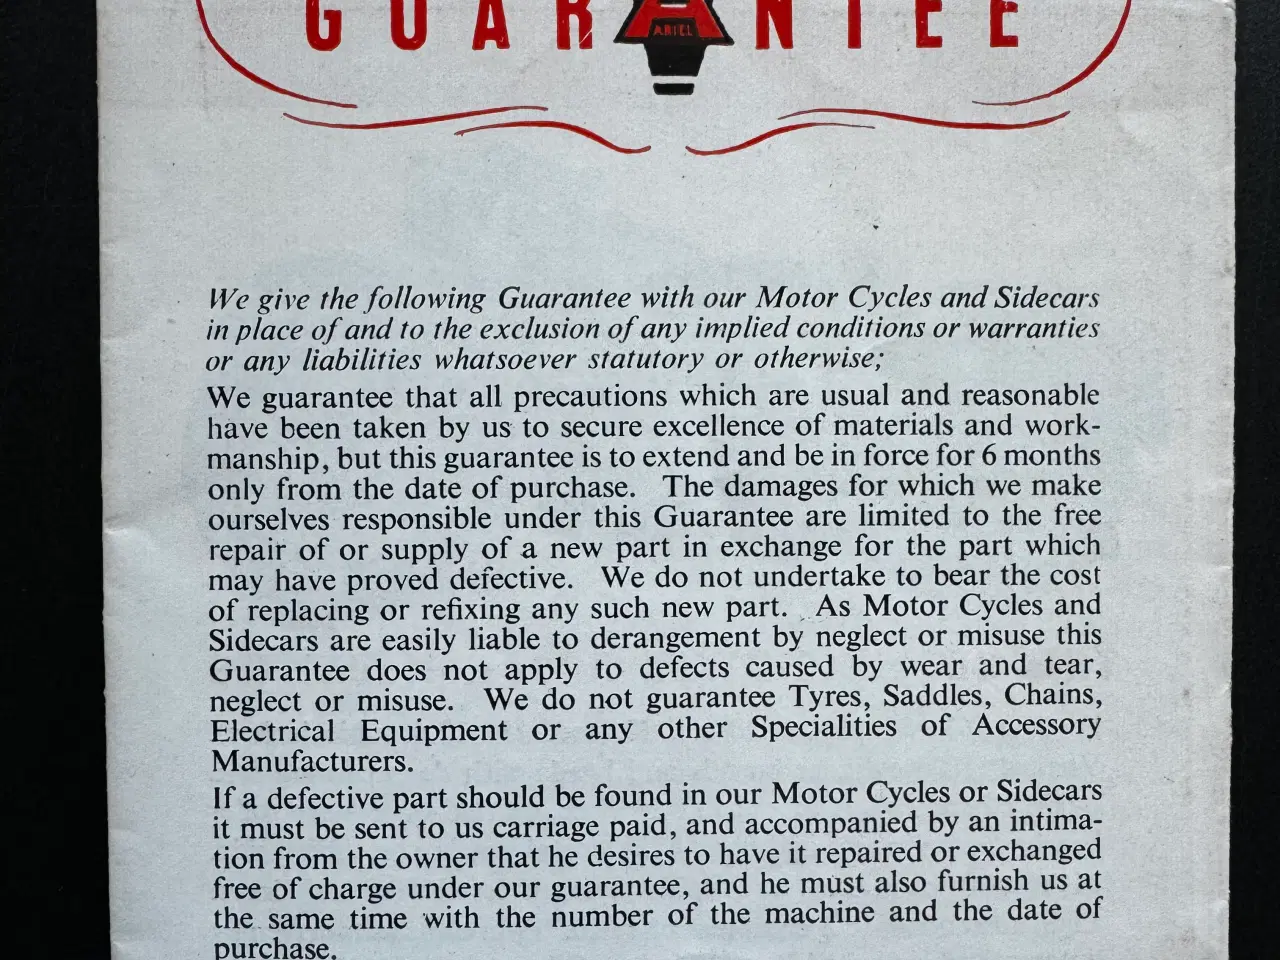 GUARANTEE
ARIEL
We give the following Guarantee with our Motor Cycles and Sidecars
in place of and to the exclusion of any implied conditions or warranties
or any liabilities whatsoever statutory or otherwise;
We guarantee that all precautions which are usual and reasonable
have been taken by us to secure excellence of materials and work-
manship, but this guarantee is to extend and be in force for 6 months
only from the date of purchase. The damages for which we make
ourselves responsible under this Guarantee are limited to the free
repair of or supply of a new part in exchange for the part which
may have proved defective. We do not undertake to bear the cost
of replacing or refixing any such new part. As Motor Cycles and
Sidecars are easily liable to derangement by neglect or misuse this
Guarantee does not apply to defects caused by wear and tear,
neglect or misuse. We do not guarantee Tyres, Saddles, Chains,
Electrical Equipment or any other Specialities of Accessory
Manufacturers.
If a defective part should be found in our Motor Cycles or Sidecars
it must be sent to us carriage paid, and accompanied by an intima-
tion from the owner that he desires to have it repaired or exchanged
free of charge under our guarantee, and he must also furnish us at
the same time with the number of the machine and the date of
purchase.